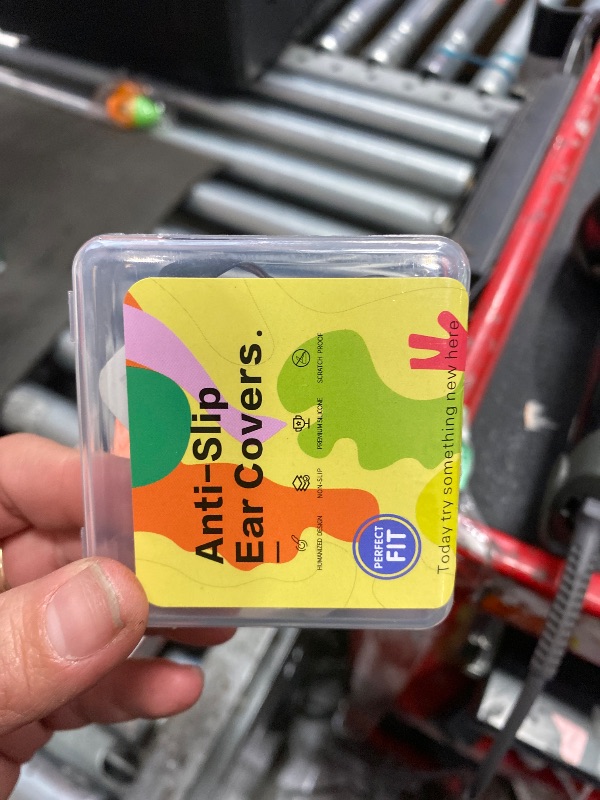 Anti-Slip
Ear Covers.
HUMANIZED DESIGN
NON-SLIP
PREMIUM SILICONE
SCRATCH PROOF
PERFECT
FIT
Today try something new here